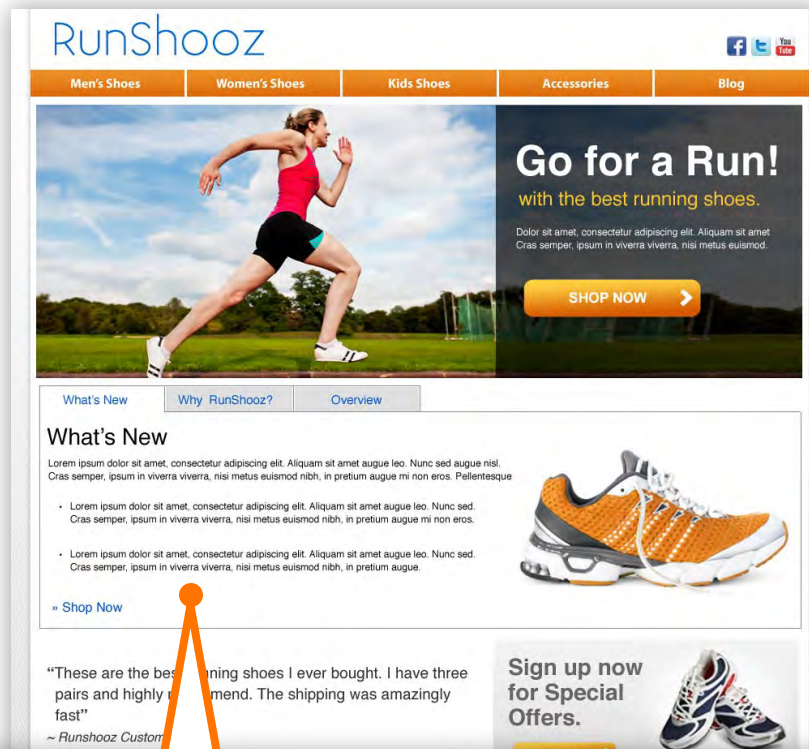 RunShooz
You
Tube
Men's Shoes
Women's Shoes
Kids Shoes
Accessories
Blog
Go for a Run!
with the best running shoes.
Dolor sit amet, consectetur adipiscing elit. Aliquam sit amet
Cras semper, ipsum in viverra viverra, nisi metus euismod.
SHOP NOW
What's New
Why RunShooz?
Overview
What's New
Lorem ipsum dolor sit amet, consectetur adipiscing elit. Aliquam sit amet augue leo. Nunc sed augue nisl.
Cras semper, ipsum in viverra viverra, nisi metus euismod nibh, in pretium augue mi non eros. Pellentesque
• Lorem ipsum dolor sit amet, consectetur adipiscing elit. Aliquam sit amet augue leo. Nunc sed.
Cras semper, ipsum in viverra viverra, nisi metus euismod nibh, in pretium augue mi non eros.
• Lorem ipsum dolor sit amet, consectetur adipiscing elit. Aliquam sit amet augue leo. Nunc sed.
Cras semper, ipsum in viverra viverra, nisi metus euismod nibh, in pretium augue.
» Shop Now
“These are the shoes I ever bought. I have three
pairs and highly The shipping was amazingly
fast”
~ Runshooz
Sign up now
for Special
Offers.